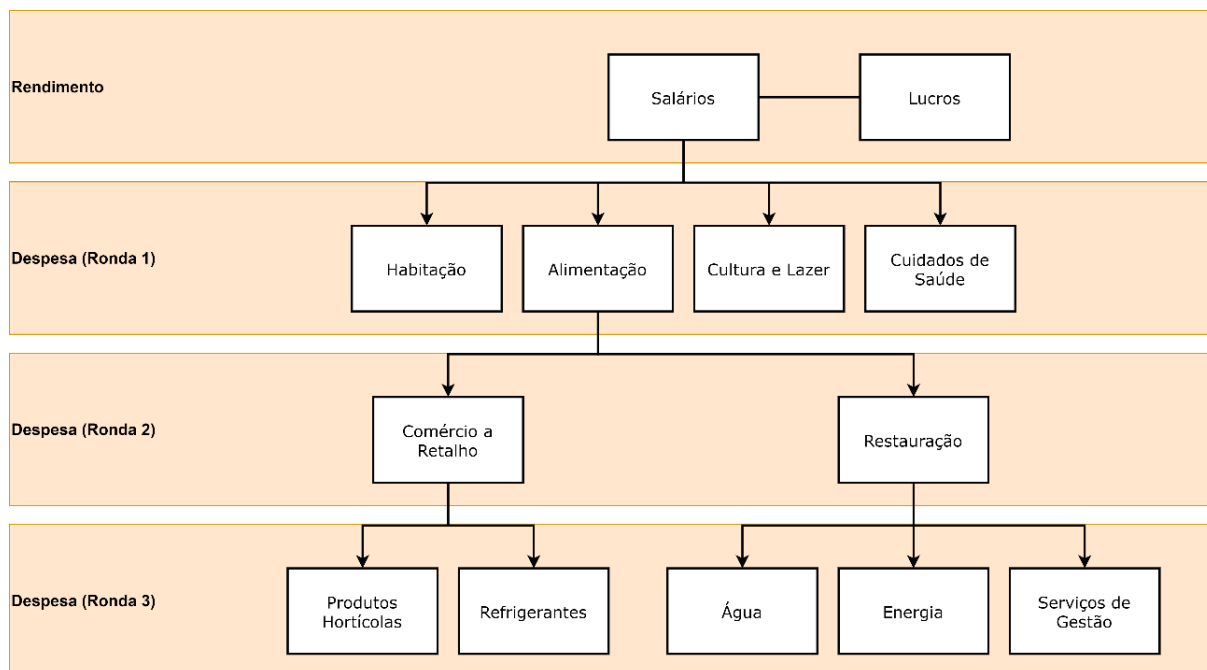 Rendimento
Salários
Lucros
Despesa (Ronda 1)
Habitação
Alimentação
Cultura e Lazer
Cuidados de
Saúde
Despesa (Ronda 2)
Comércio a
Retalho
Restauração
Despesa (Ronda 3)
Produtos
Hortícolas
Refrigerantes
Água
Energia
Serviços de
Gestão